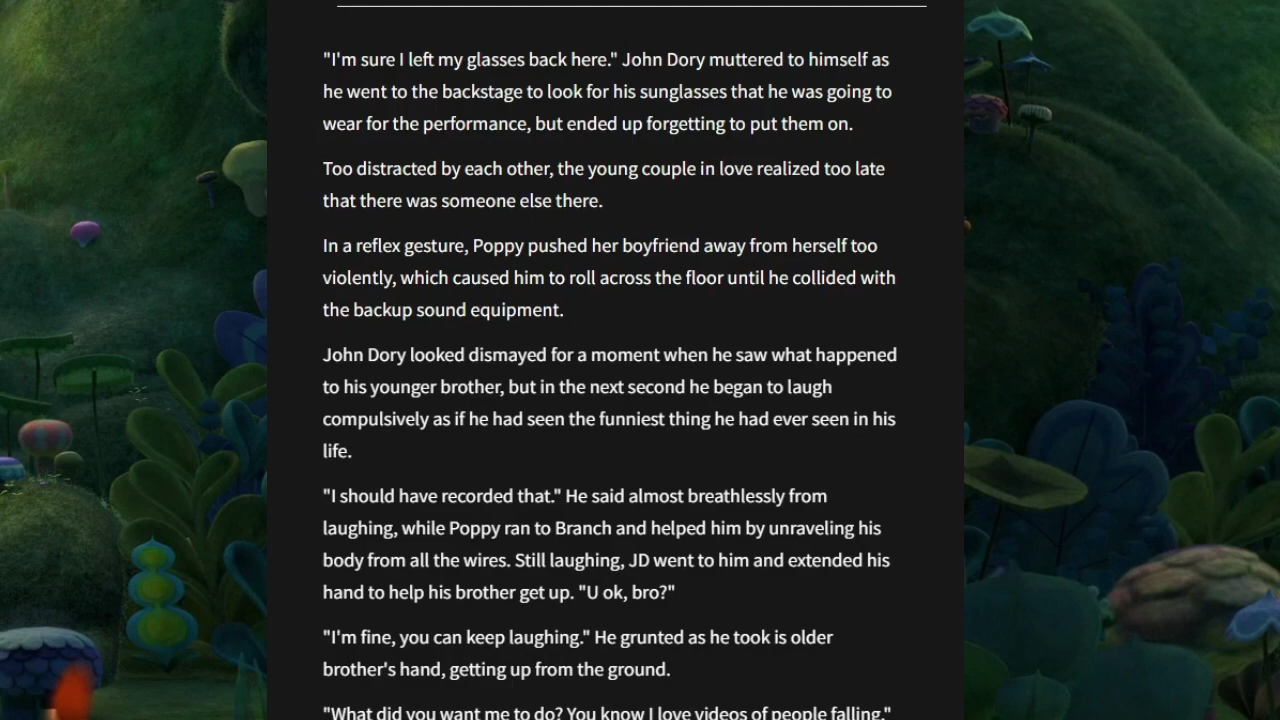 "I'm sure I left my glasses back here." John Dory muttered to himself as
he went to the backstage to look for his sunglasses that he was going to
wear for the performance, but ended up forgetting to put them on.
Too distracted by each other, the young couple in love realized too late
that there was someone else there.
In a reflex gesture, Poppy pushed her boyfriend away from herself too
violently, which caused him to roll across the floor until he collided with
the backup sound equipment.
John Dory looked dismayed for a moment when he saw what happened
to his younger brother, but in the next second he began to laugh
compulsively as if he had seen the funniest thing he had ever seen in his
life.
"I should have recorded that." He said almost breathlessly from
laughing, while Poppy ran to Branch and helped him by unraveling his
body from all the wires. Still laughing, JD went to him and extended his
hand to help his brother get up. "U ok, bro?"
"I'm fine, you can keep laughing." He grunted as he took is older
brother's hand, getting up from the ground.
"What did you want me to do? You know I love videos of people falling."